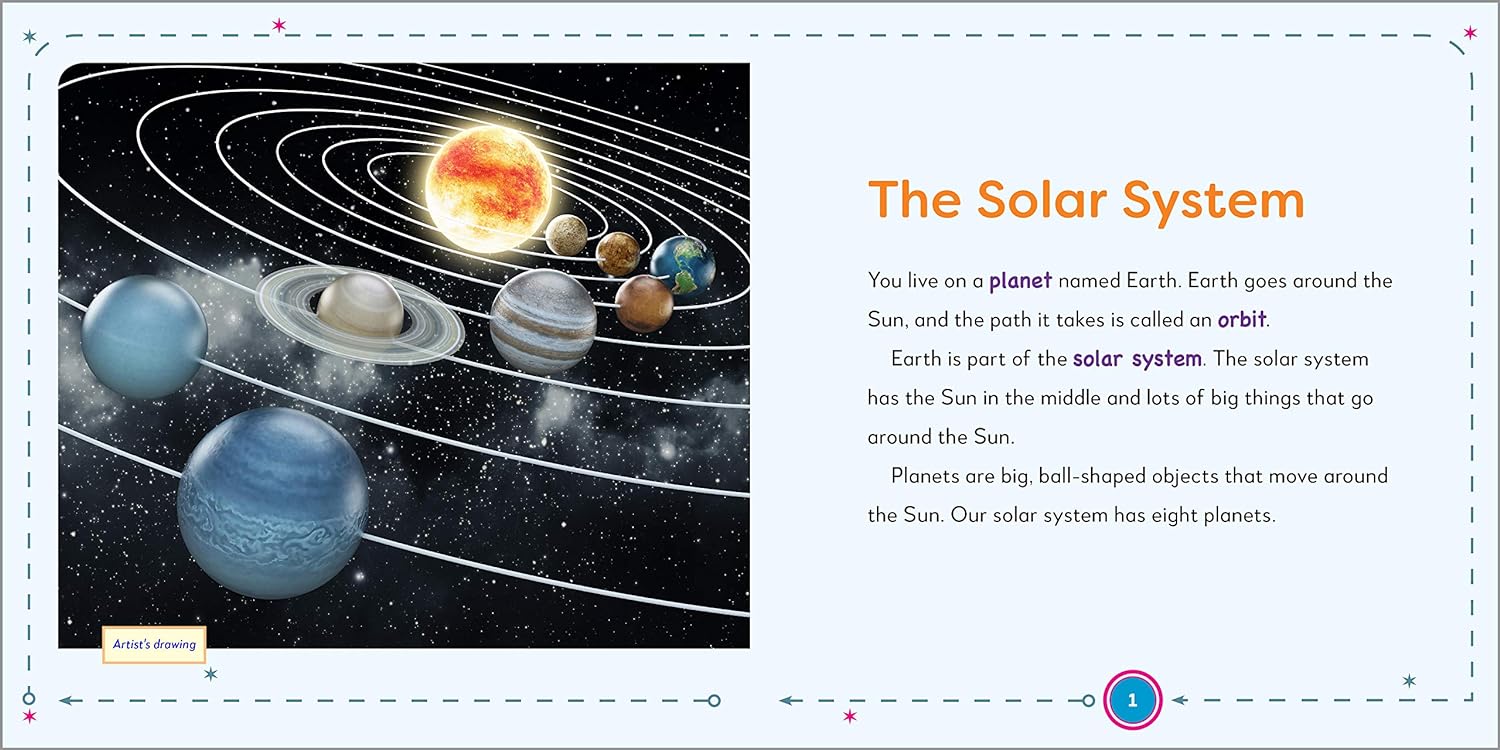 The Solar System
You live on a planet named Earth. Earth goes around the
Sun, and the path it takes is called an orbit.
Earth is part of the solar system. The solar system
has the Sun in the middle and lots of big things that go
around the Sun.
Planets are big, ball-shaped objects that move around
the Sun. Our solar system has eight planets.
Artist's drawing
1